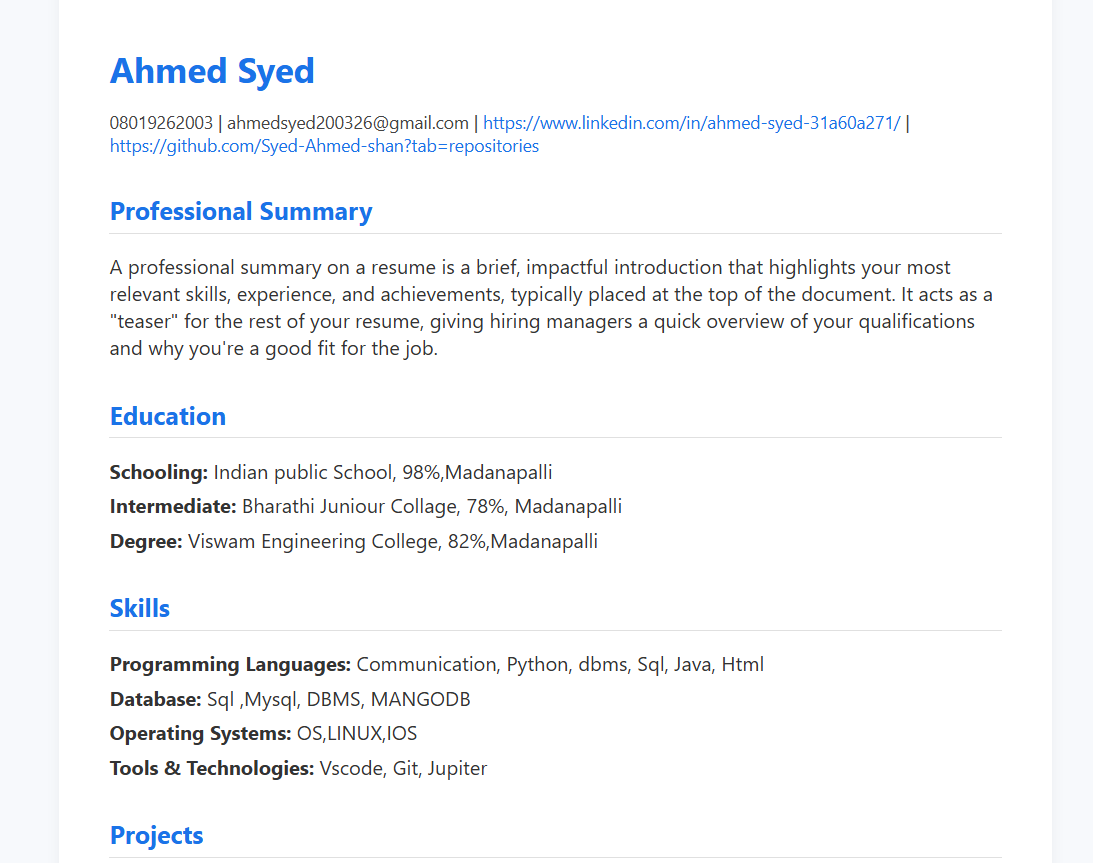 Ahmed Syed
08019262003 | ahmedsyed200326@gmail.com | https://www.linkedin.com/in/ahmed-syed-31a60a271/ |
https://github.com/Syed-Ahmed-shan?tab=repositories
Professional Summary
A professional summary on a resume is a brief, impactful introduction that highlights your most
relevant skills, experience, and achievements, typically placed at the top of the document. It acts as a
"teaser" for the rest of your resume, giving hiring managers a quick overview of your qualifications
and why you're a good fit for the job.
Education
Schooling: Indian public School, 98%,Madanapalli
Intermediate: Bharathi Juniour Collage, 78%, Madanapalli
Degree: Viswam Engineering College, 82%,Madanapalli
Skills
Programming Languages: Communication, Python, dbms, Sql, Java, Html
Database: Sql ,Mysql, DBMS, MANGODB
Operating Systems: OS,LINUX,IOS
Tools & Technologies: Vscode, Git, Jupiter
Projects